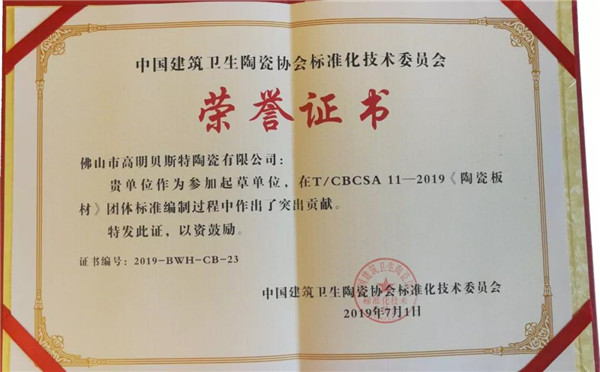 中国建筑卫生陶瓷协会标准化技术委员会
荣誉证书
佛山市高明贝斯特陶瓷有限公司：
贵单位作为参加起草单位，在T/CBCSA 11—2019《陶瓷板
材》团体标准编制过程中作出了突出贡献。
特发此证，以资鼓励。
证书编号：2019-BWH-CB-23
中国建筑卫生陶瓷协会标准化技术委员会
2019年7月1日
标准化技术